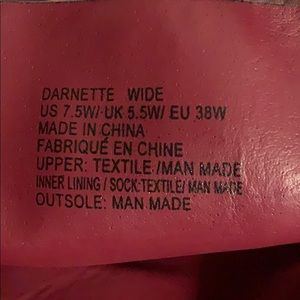 DARNETTE WIDE
US 7.5W/ UK 5.5W/ EU 38W
MADE IN CHINA
FABRIQUÉ EN CHINE
UPPER: TEXTILE /MAN MADE
INNER LINING / SOCK:TEXTILE/ MAN MADE
OUTSOLE: MAN MADE